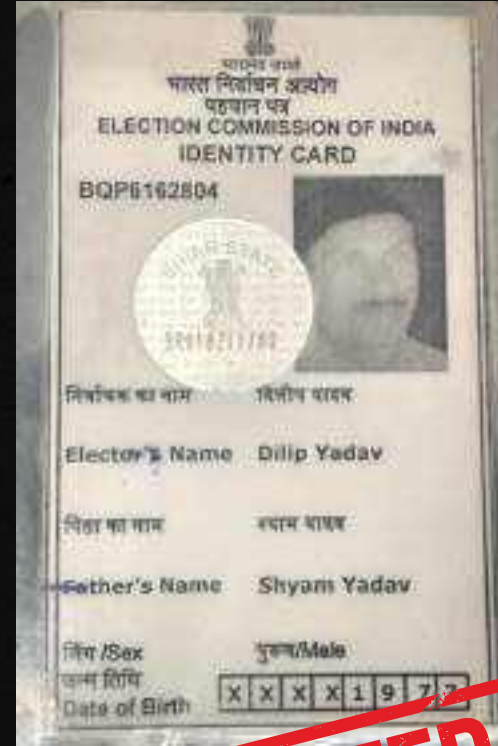 भारत निर्वाचन आयोग
पहचान पत्र
ELECTION COMMISSION OF INDIA
IDENTITY CARD
BQP6162804
निर्वाचक का नाम दिलीप यादव
Elector's Name Dilip Yadav
पिता का नाम श्याम यादव
Father's Name Shyam Yadav
लिंग /Sex पुरुष/Male
जन्म तिथि
Date of Birth X X X X 1 9 7